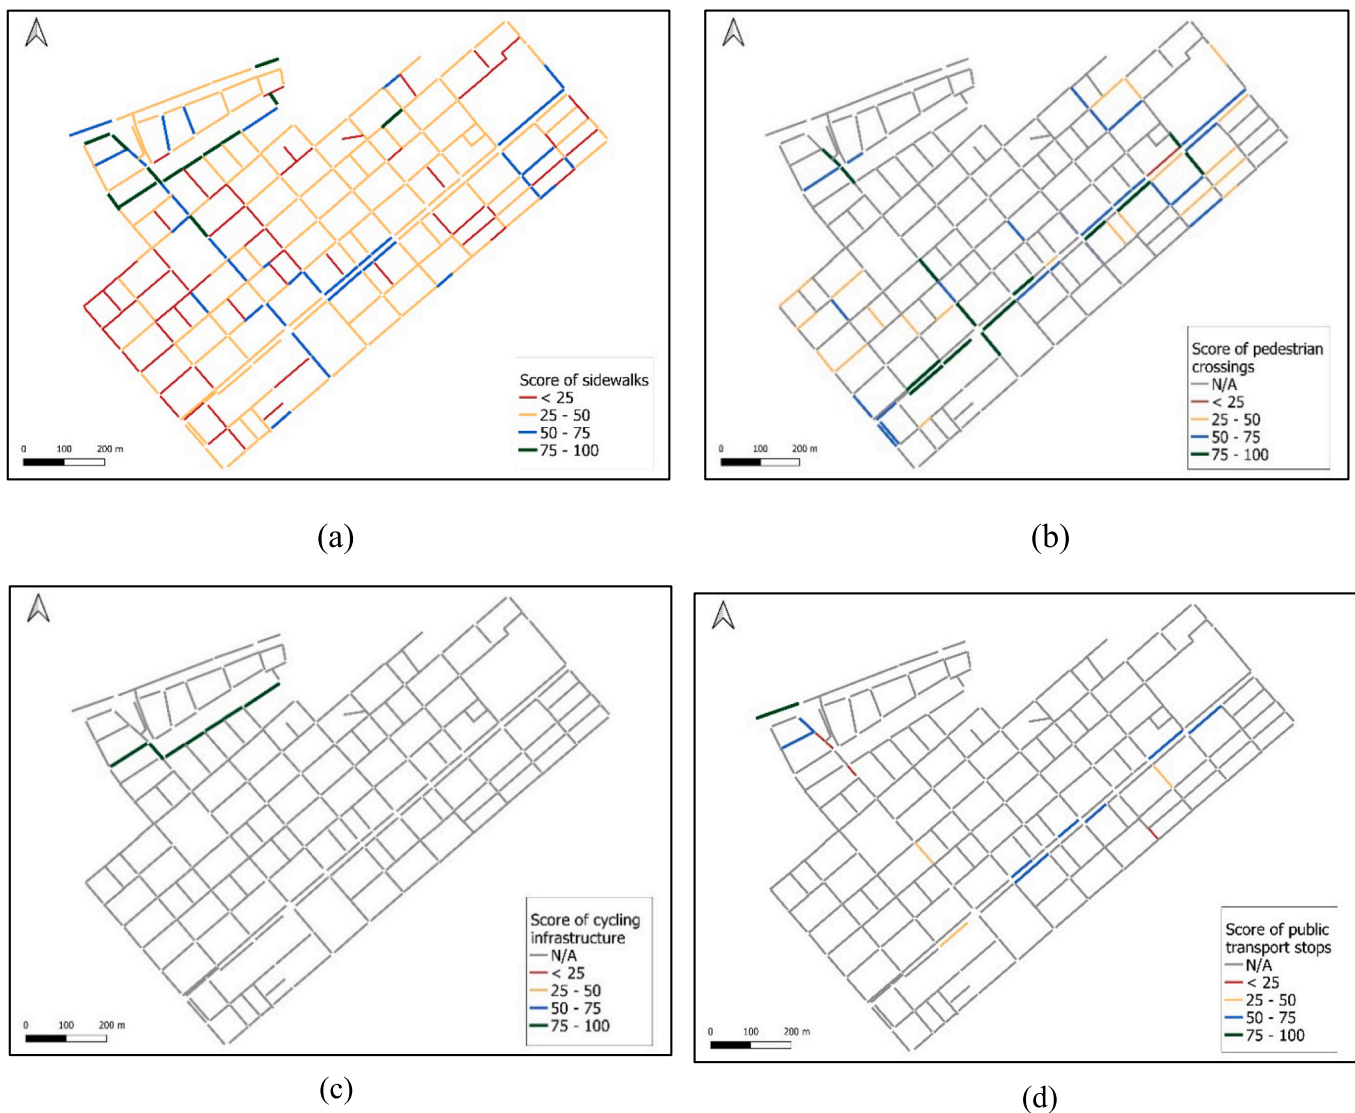 Score of sidewalks
< 25
25 - 50
50 - 75
75 - 100
0 100 200 m
(a)
Score of pedestrian
crossings
N/A
< 25
25 - 50
50 - 75
75 - 100
0 100 200 m
(b)
Score of cycling
infrastructure
N/A
< 25
25 - 50
50 - 75
75 - 100
0 100 200 m
(c)
Score of public
transport stops
N/A
< 25
25 - 50
50 - 75
75 - 100
0 100 200 m
(d)